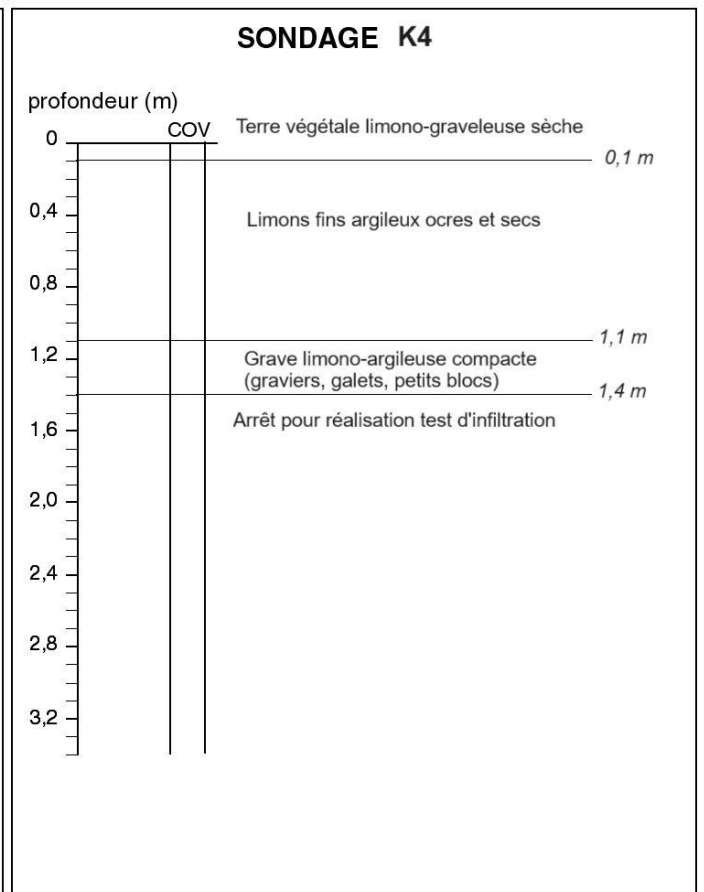 SONDAGE K4
profondeur (m)
COV
Terre végétale limono-graveleuse sèche
0
0,1 m
0,4
Limons fins argileux ocres et secs
0,8
1,1 m
1,2
Grave limono-argileuse compacte
(graviers, galets, petits blocs)
1,4 m
1,6
Arrêt pour réalisation test d'infiltration
2,0
2,4
2,8
3,2